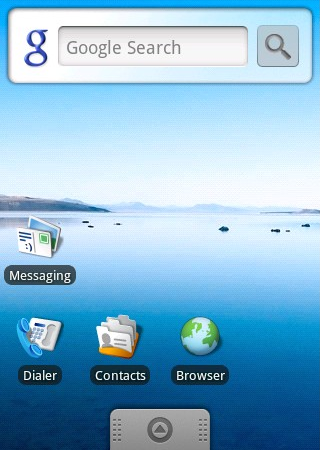 g Google Search
Messaging
Dialer Contacts Browser